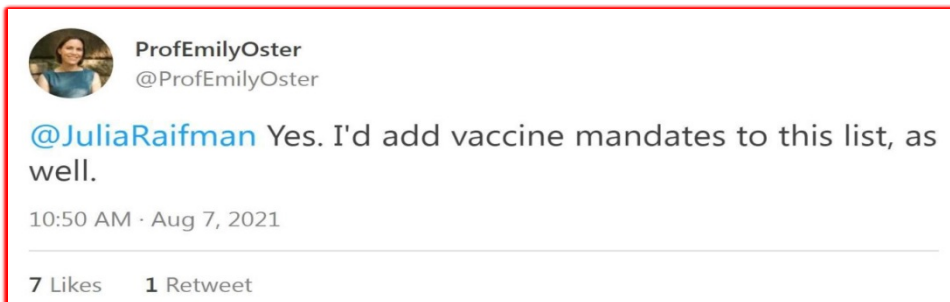 ProfEmilyOster
@ProfEmilyOster
@JuliaRaifman Yes. I'd add vaccine mandates to this list, as
well.
10:50 AM · Aug 7, 2021
7 Likes 1 Retweet